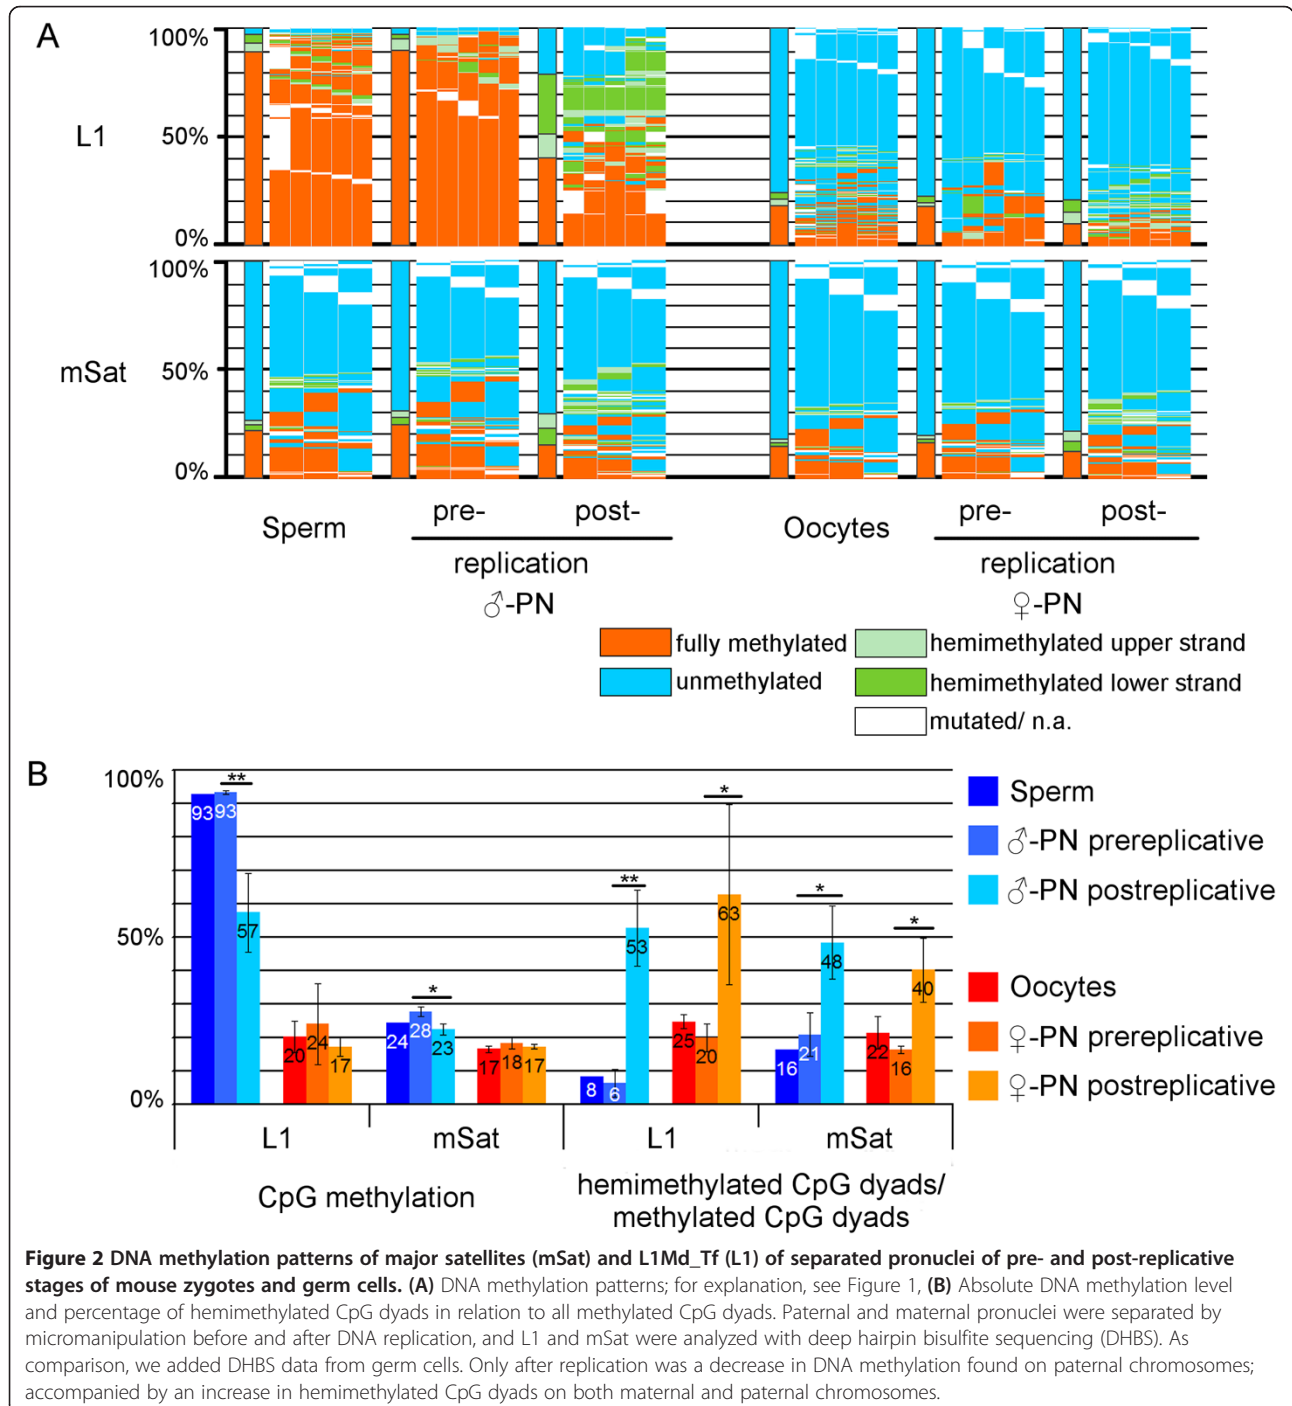 A
100%
L1
50%
0%
100%
mSat
50%
0%
Sperm
pre-
post-
replication
♂-PN
Oocytes
pre-
post-
replication
♀-PN
fully methylated
unmethylated
hemimethylated upper strand
hemimethylated lower strand
mutated/ n.a.
B
100%
50%
0%
** 
93
93
57
20
24
17
*
24
28
23
17
18
17
**
8
6
53
*
25
20
63
*
16
21
48
*
22
16
40
L1
mSat
L1
mSat
CpG methylation
hemimethylated CpG dyads/
methylated CpG dyads
Sperm
♂-PN prereplicative
♂-PN postreplicative
Oocytes
♀-PN prereplicative
♀-PN postreplicative
Figure 2 DNA methylation patterns of major satellites (mSat) and L1Md_Tf (L1) of separated pronuclei of pre- and post-replicative
stages of mouse zygotes and germ cells. (A) DNA methylation patterns; for explanation, see Figure 1, (B) Absolute DNA methylation level
and percentage of hemimethylated CpG dyads in relation to all methylated CpG dyads. Paternal and maternal pronuclei were separated by
micromanipulation before and after DNA replication, and L1 and mSat were analyzed with deep hairpin bisulfite sequencing (DHBS). As
comparison, we added DHBS data from germ cells. Only after replication was a decrease in DNA methylation found on paternal chromosomes;
accompanied by an increase in hemimethylated CpG dyads on both maternal and paternal chromosomes.